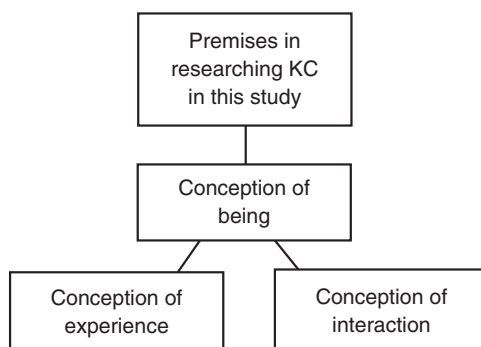 Premises in
researching KC
in this study
Conception of
being
Conception of
experience
Conception of
interaction